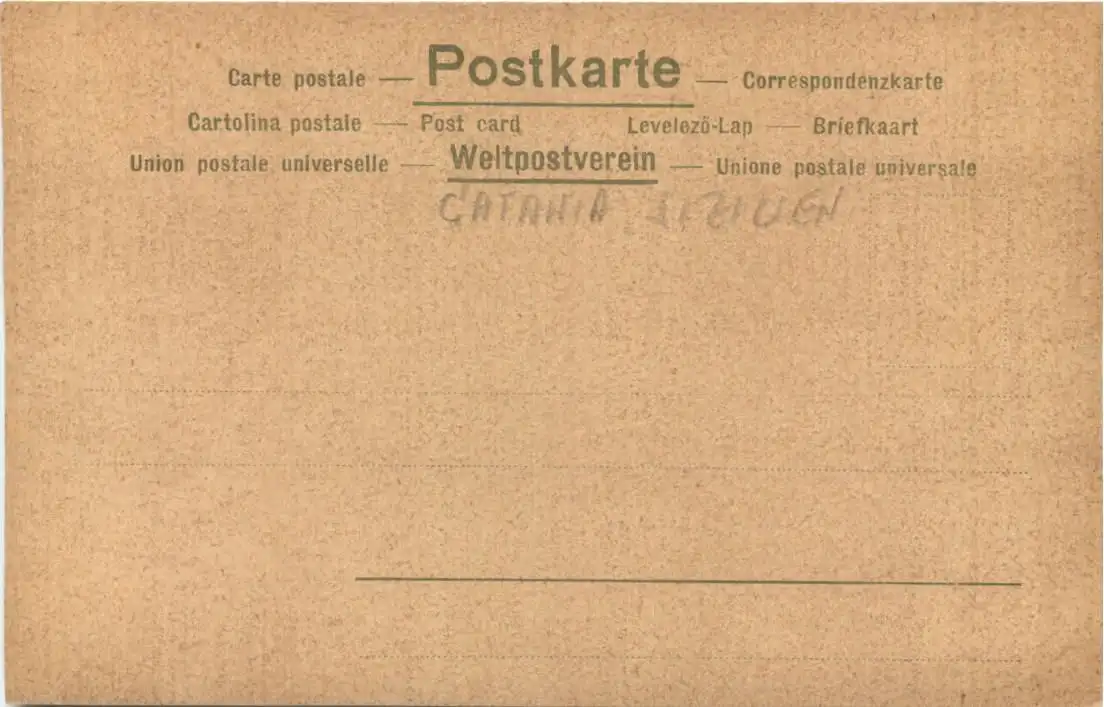 Carte postale — Postkarte — Correspondenzkarte
Cartolina postale — Post card Levelező-Lap — Briefkaart
Union postale universelle — Weltpostverein — Unione postale universale
CATANIA SIZILIEN